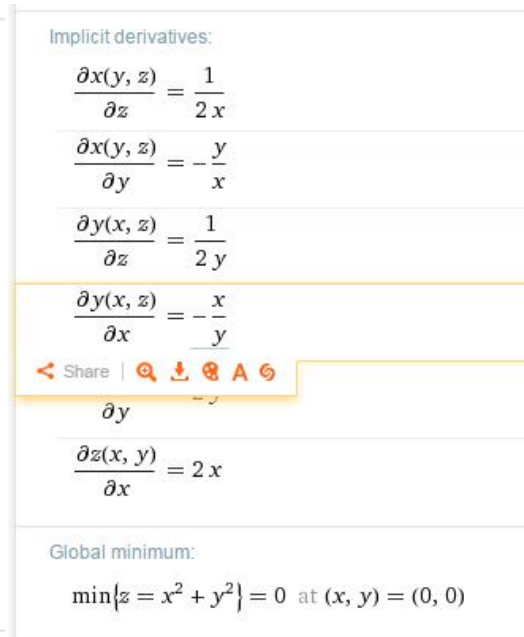 Implicit derivatives:
∂x(y, z)/∂z = 1/(2 x)
∂x(y, z)/∂y = −y/x
∂y(x, z)/∂z = 1/(2 y)
∂y(x, z)/∂x = −x/y
Share A
∂y
∂z(x, y)/∂x = 2 x
Global minimum:
min{z = x² + y²} = 0 at (x, y) = (0, 0)